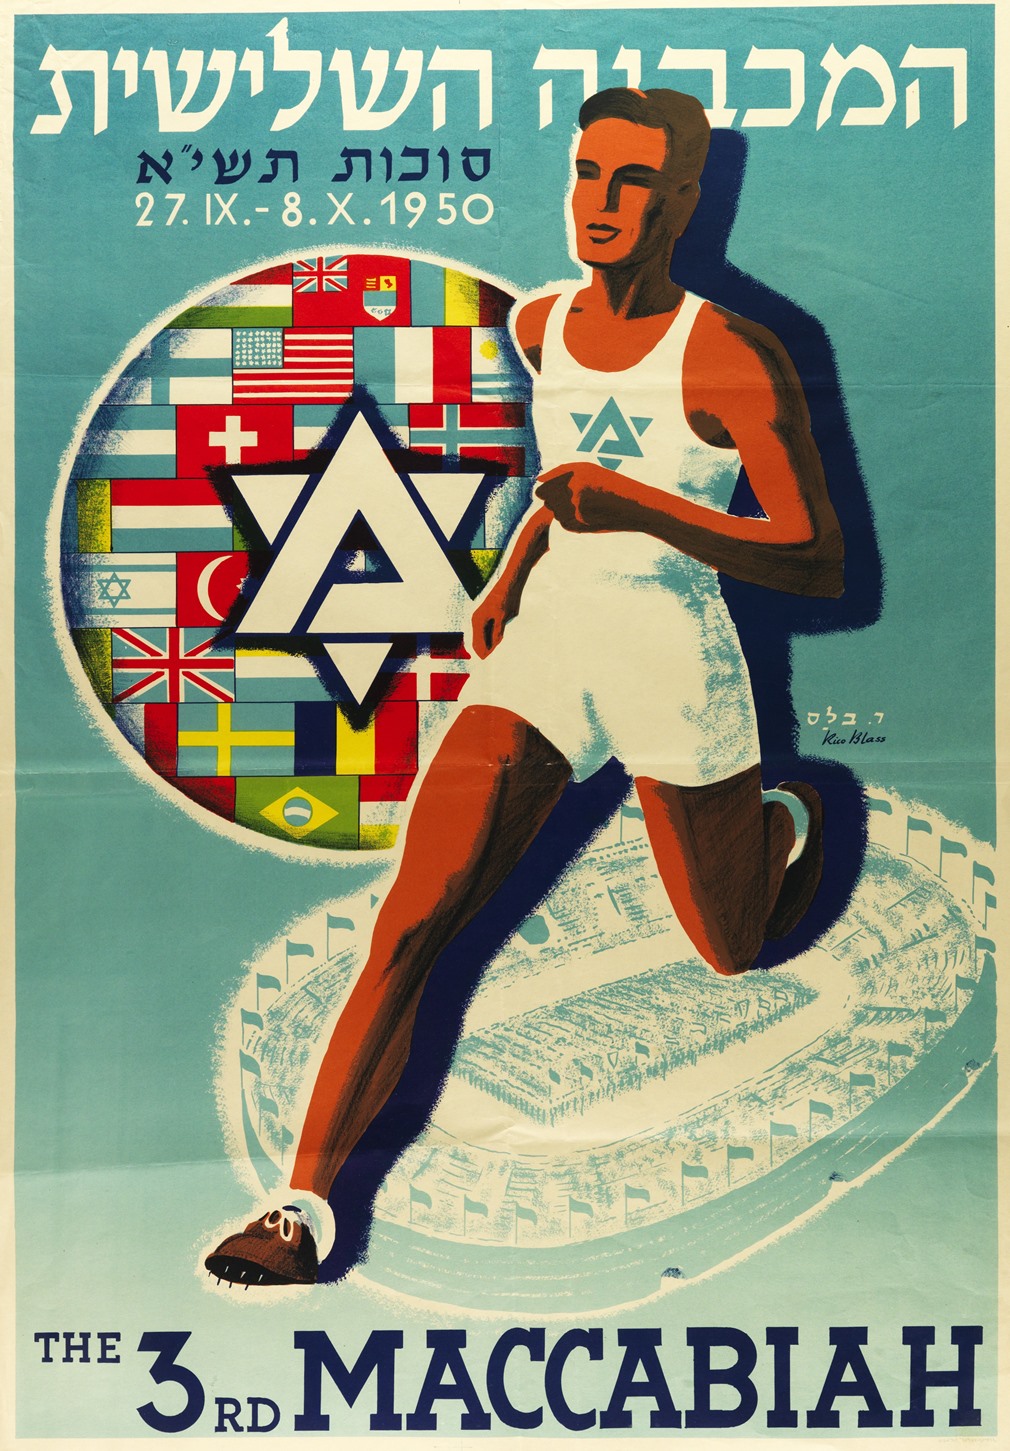 המכביה השלישית
סוכות תשי״א
27. IX. - 8. X. 1950
ר. בלס
Rico Blass
THE 3RD MACCABIAH